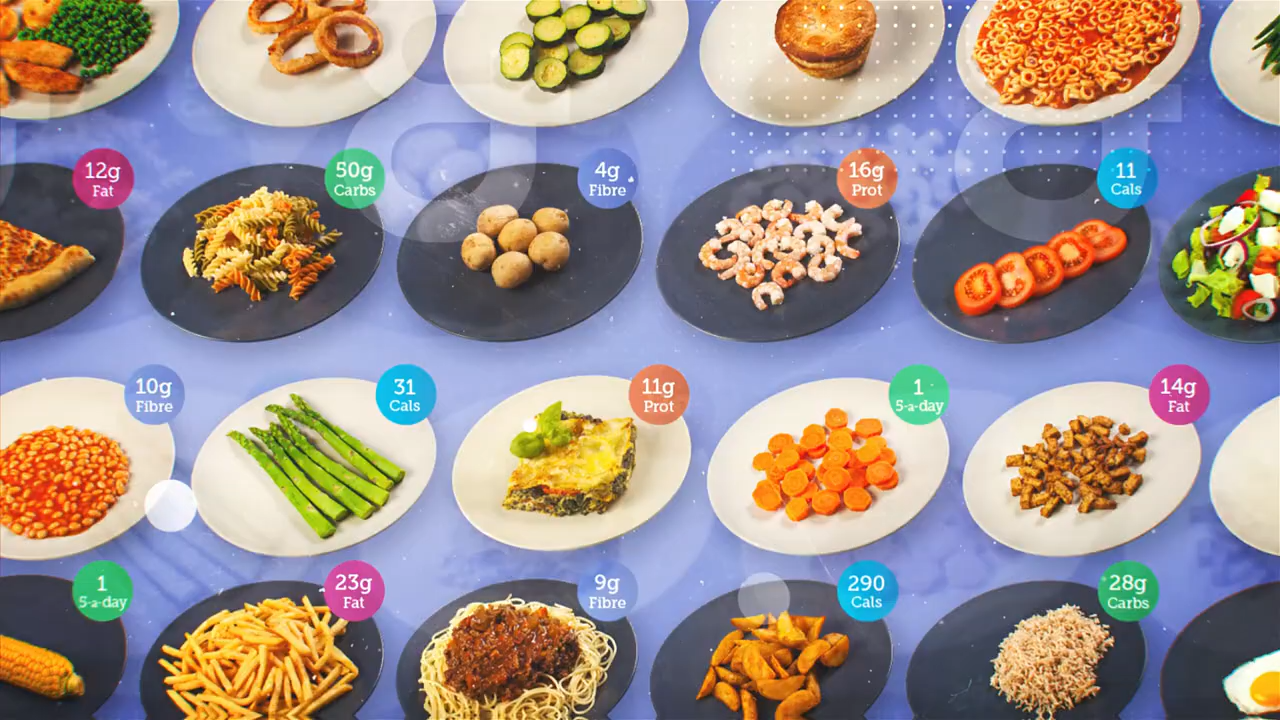 12g
Fat
50g
Carbs
4g
Fibre
16g
Prot
11
Cals
10g
Fibre
31
Cals
11g
Prot
1
5-a-day
14g
Fat
1
5-a-day
23g
Fat
9g
Fibre
290
Cals
28g
Carbs